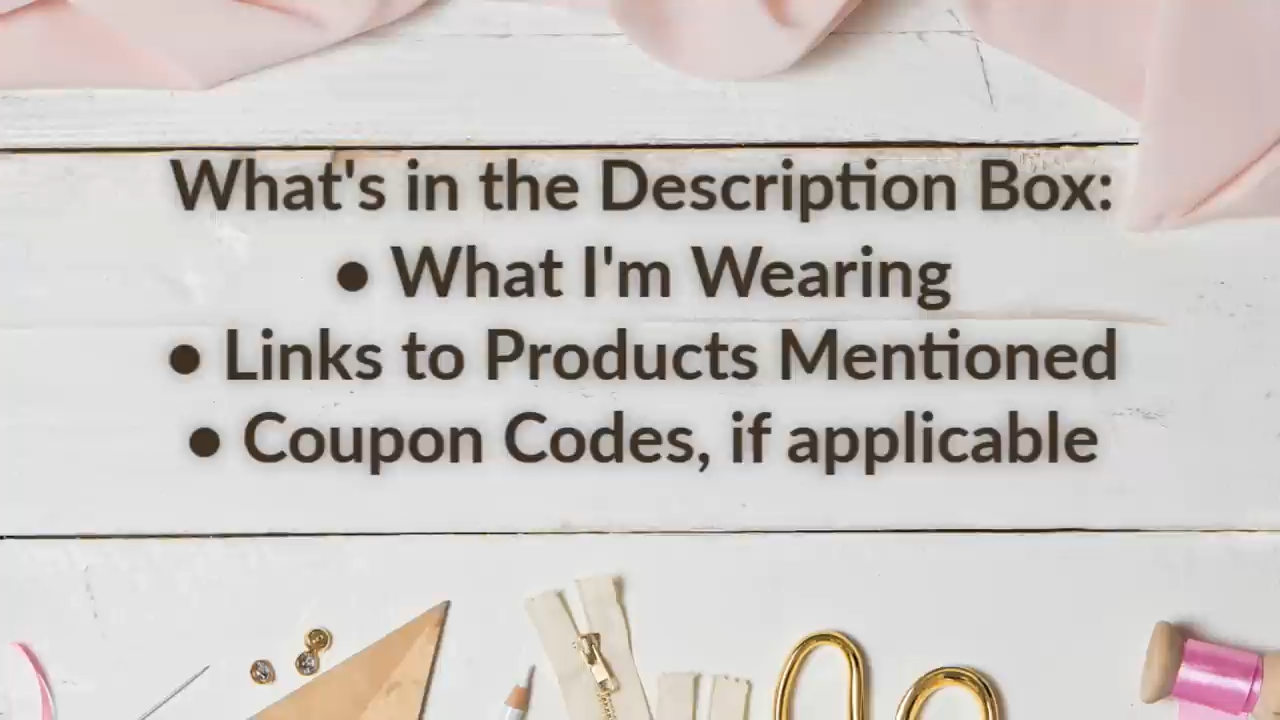 What's in the Description Box:
● What I'm Wearing
● Links to Products Mentioned
● Coupon Codes, if applicable